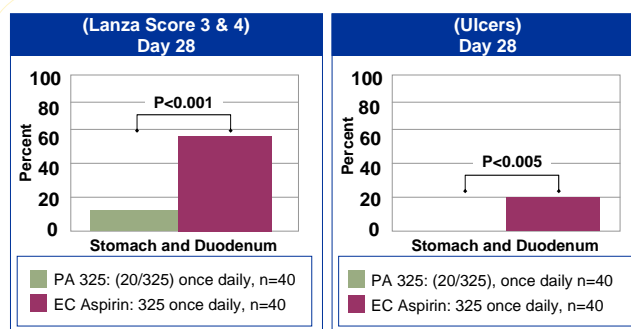 (Lanza Score 3 & 4)
Day 28
100
80
60
40
20
0
Percent
P<0.001
Stomach and Duodenum
PA 325: (20/325) once daily, n=40
EC Aspirin: 325 once daily, n=40
(Ulcers)
Day 28
100
80
60
40
20
0
Percent
P<0.005
Stomach and Duodenum
PA 325: (20/325), once daily n=40
EC Aspirin: 325 once daily, n=40